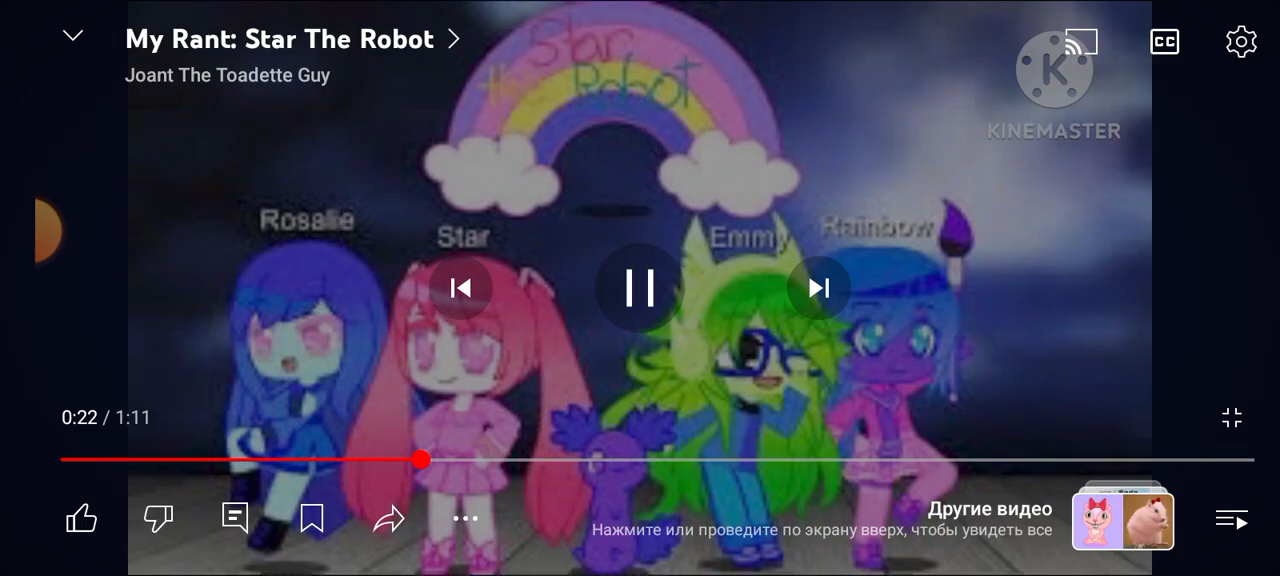 My Rant: Star The Robot
Joant The Toadette Guy
CC
K
KINEMASTER
Star
Robot
Rosalie
Star
Emmy
Rainbow
0:22 / 1:11
Другие видео
Нажмите или проведите по экрану вверх, чтобы увидеть все